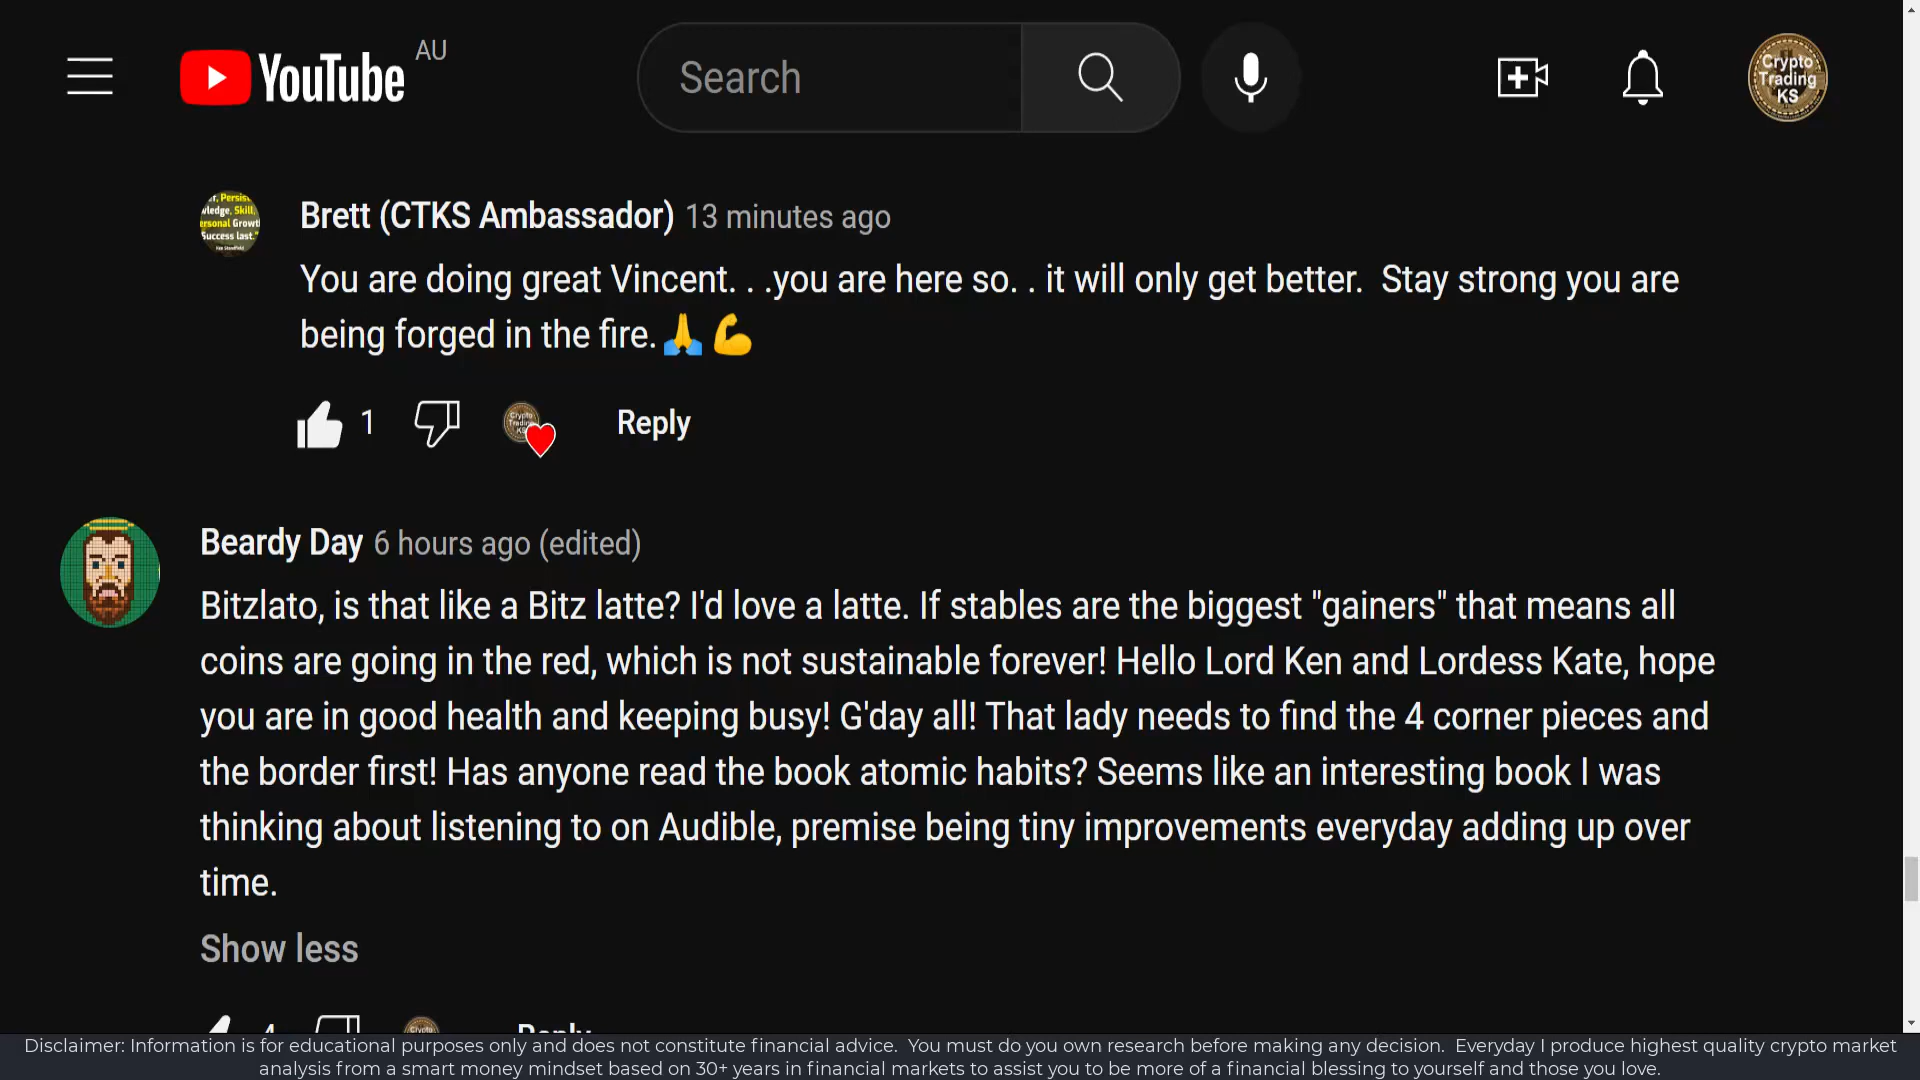 YouTube AU
Search
Crypto
Trading
KS
Persis
ledge, Skill,
ersonal Growt
Success last."
Brett (CTKS Ambassador) 13 minutes ago
You are doing great Vincent. . .you are here so. . it will only get better.  Stay strong you are
being forged in the fire.🙏💪
1
Reply
Beardy Day 6 hours ago (edited)
Bitzlato, is that like a Bitz latte? I'd love a latte. If stables are the biggest "gainers" that means all
coins are going in the red, which is not sustainable forever! Hello Lord Ken and Lordess Kate, hope
you are in good health and keeping busy! G'day all! That lady needs to find the 4 corner pieces and
the border first! Has anyone read the book atomic habits? Seems like an interesting book I was
thinking about listening to on Audible, premise being tiny improvements everyday adding up over
time.
Show less
4
Reply
Disclaimer: Information is for educational purposes only and does not constitute financial advice.  You must do you own research before making any decision.  Everyday I produce highest quality crypto market
analysis from a smart money mindset based on 30+ years in financial markets to assist you to be more of a financial blessing to yourself and those you love.